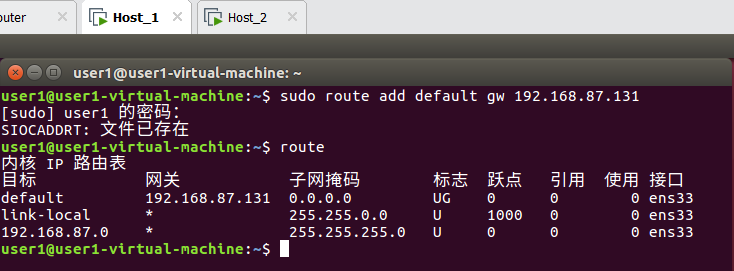 outer Host_1 Host_2
user1@user1-virtual-machine: ~
user1@user1-virtual-machine:~$ sudo route add default gw 192.168.87.131
[sudo] user1 的密码：
SIOCADDRT: 文件已存在
user1@user1-virtual-machine:~$ route
内核 IP 路由表
目标 网关 子网掩码 标志 跃点 引用 使用 接口
default 192.168.87.131 0.0.0.0 UG 0 0 0 ens33
link-local * 255.255.0.0 U 1000 0 0 ens33
192.168.87.0 * 255.255.255.0 U 0 0 0 ens33
user1@user1-virtual-machine:~$